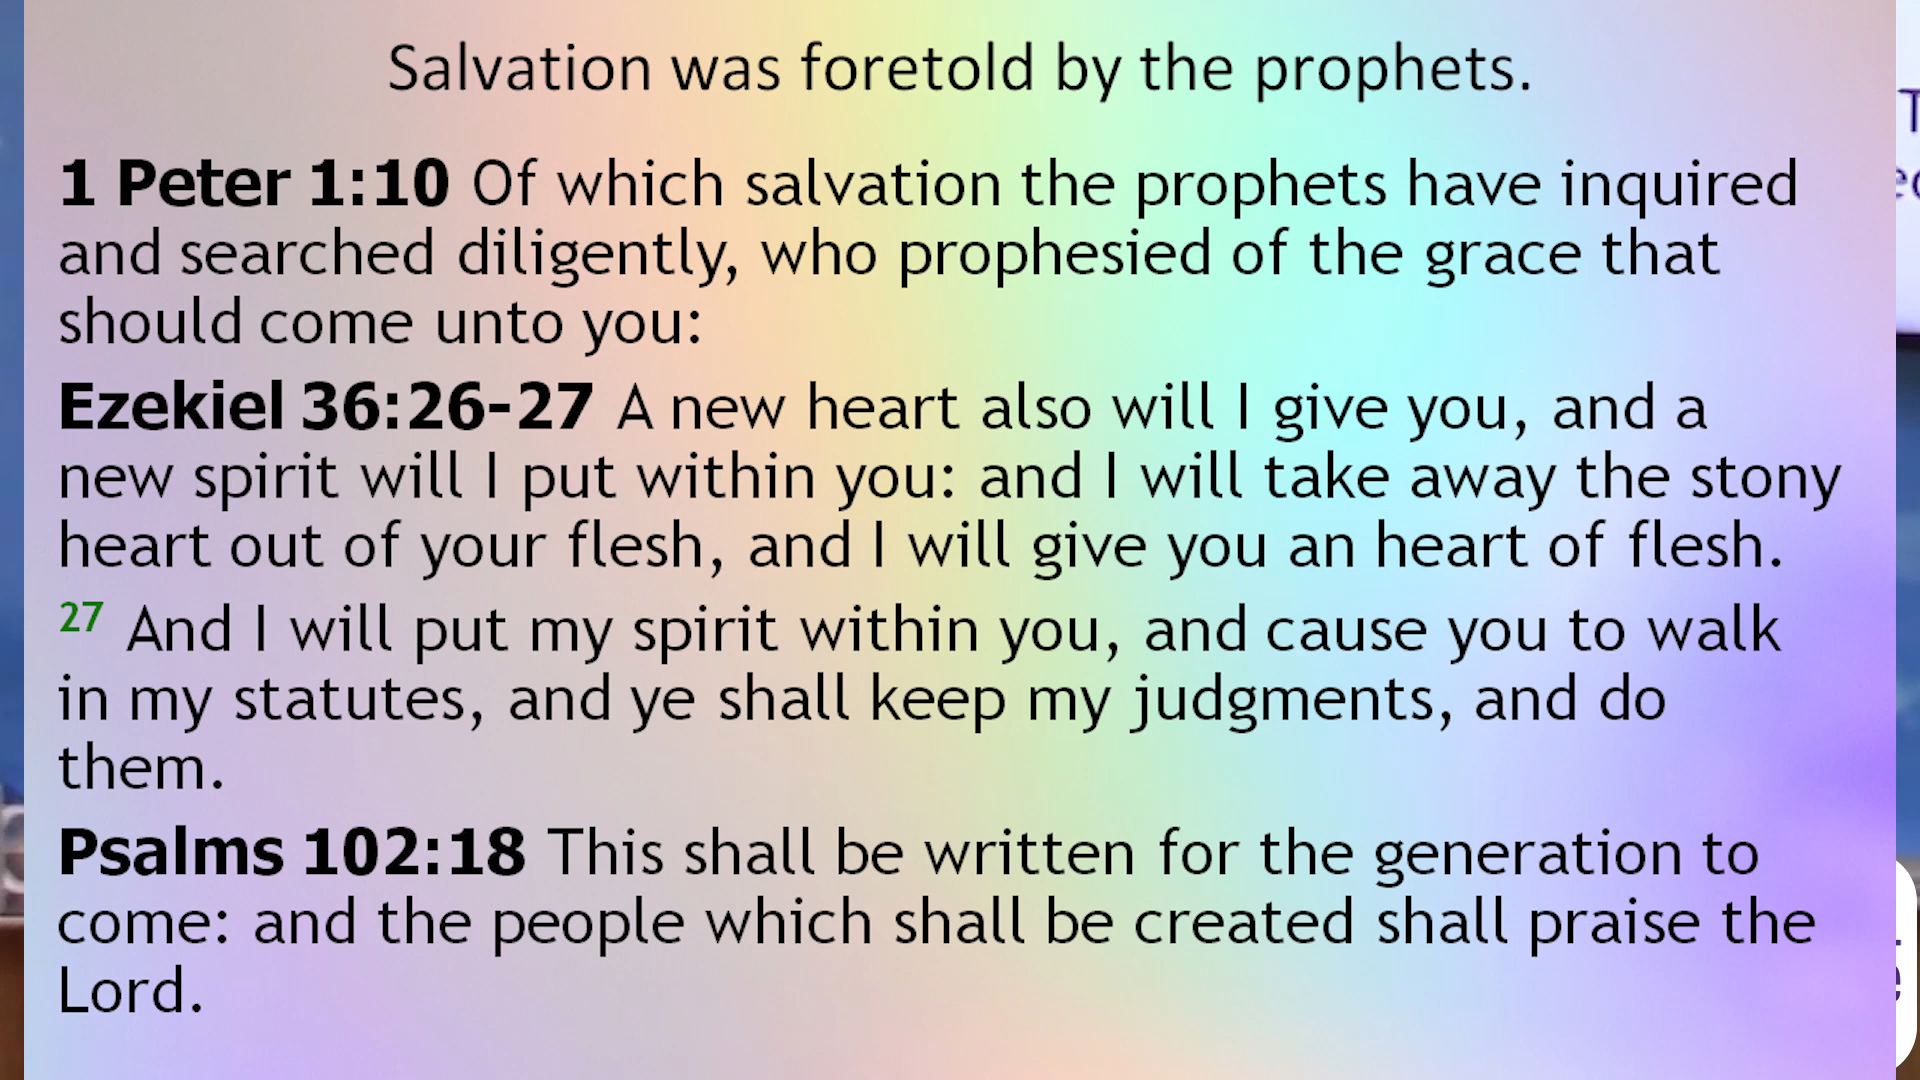 Salvation was foretold by the prophets.
1 Peter 1:10 Of which salvation the prophets have inquired
and searched diligently, who prophesied of the grace that
should come unto you:
Ezekiel 36:26-27 A new heart also will I give you, and a
new spirit will I put within you: and I will take away the stony
heart out of your flesh, and I will give you an heart of flesh.
27 And I will put my spirit within you, and cause you to walk
in my statutes, and ye shall keep my judgments, and do
them.
Psalms 102:18 This shall be written for the generation to
come: and the people which shall be created shall praise the
Lord.